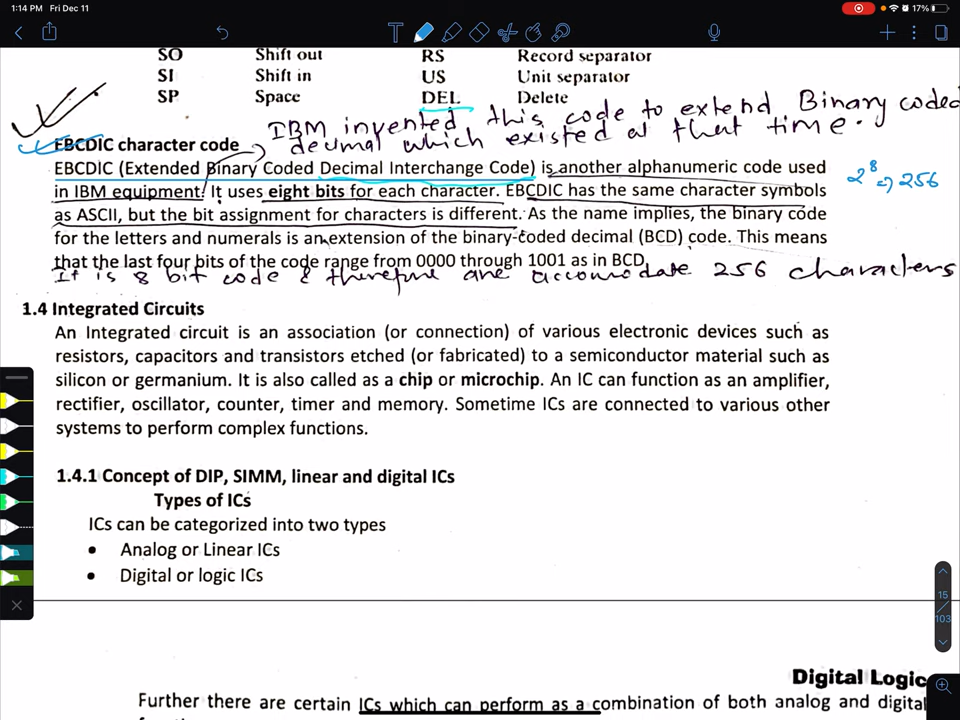 1:14 PM Fri Dec 11
17%
SO Shift out RS Record separator
SI Shift in US Unit separator
SP Space DEL Delete
IBM invented this code to extend Binary coded
decimal which existed at that time.
EBCDIC character code
EBCDIC (Extended Binary Coded Decimal Interchange Code) is another alphanumeric code used
in IBM equipment. It uses eight bits for each character. EBCDIC has the same character symbols
2^8 => 256
as ASCII, but the bit assignment for characters is different. As the name implies, the binary code
for the letters and numerals is an extension of the binary-coded decimal (BCD) code. This means
that the last four bits of the code range from 0000 through 1001 as in BCD.
It is 8 bit code & therefore are accomodate 256 characters
1.4 Integrated Circuits
An Integrated circuit is an association (or connection) of various electronic devices such as
resistors, capacitors and transistors etched (or fabricated) to a semiconductor material such as
silicon or germanium. It is also called as a chip or microchip. An IC can function as an amplifier,
rectifier, oscillator, counter, timer and memory. Sometime ICs are connected to various other
systems to perform complex functions.
1.4.1 Concept of DIP, SIMM, linear and digital ICs
Types of ICs
ICs can be categorized into two types
• Analog or Linear ICs
• Digital or logic ICs
15
103
Digital Logic
Further there are certain ICs which can perform as a combination of both analog and digital